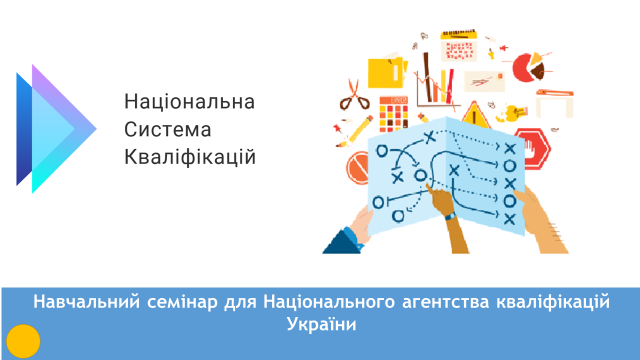 Національна
Система
Кваліфікацій
Навчальний семінар для Національного агентства кваліфікацій
України